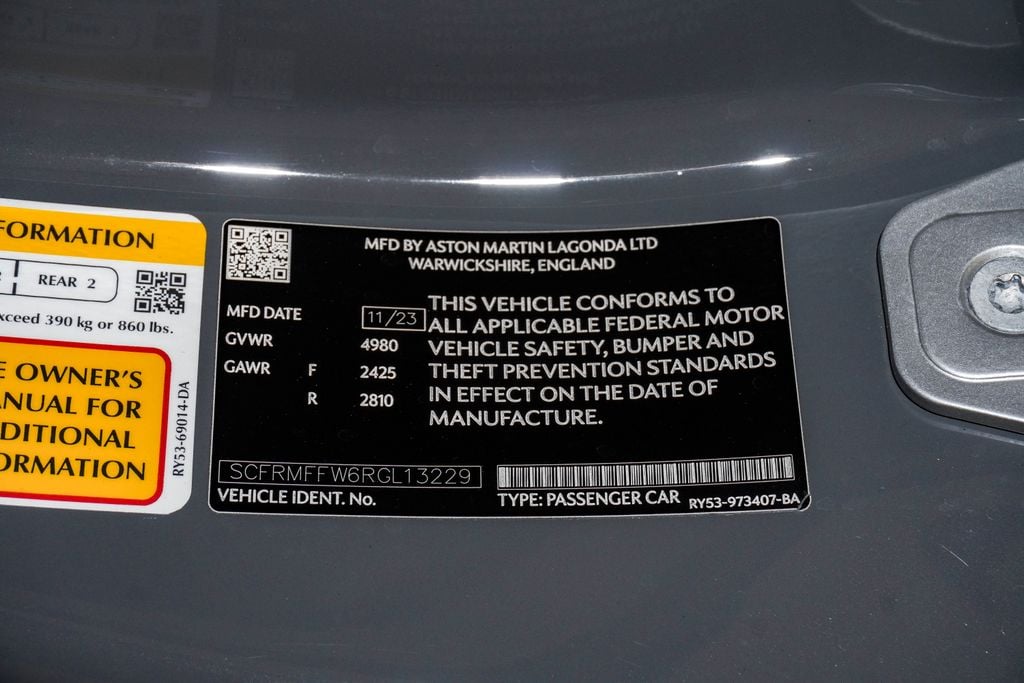 FORMATION
REAR 2
xceed 390 kg or 860 lbs.
E OWNER'S
ANUAL FOR
DDITIONAL
ORMATION
RY53-69014-DA
MFD BY ASTON MARTIN LAGONDA LTD
WARWICKSHIRE, ENGLAND
MFD DATE 11/23
GVWR 4980
GAWR F 2425
R 2810
THIS VEHICLE CONFORMS TO
ALL APPLICABLE FEDERAL MOTOR
VEHICLE SAFETY, BUMPER AND
THEFT PREVENTION STANDARDS
IN EFFECT ON THE DATE OF
MANUFACTURE.
SCFRMFFW6RGL13229
VEHICLE IDENT. No.
TYPE: PASSENGER CAR
RY53-973407-BA